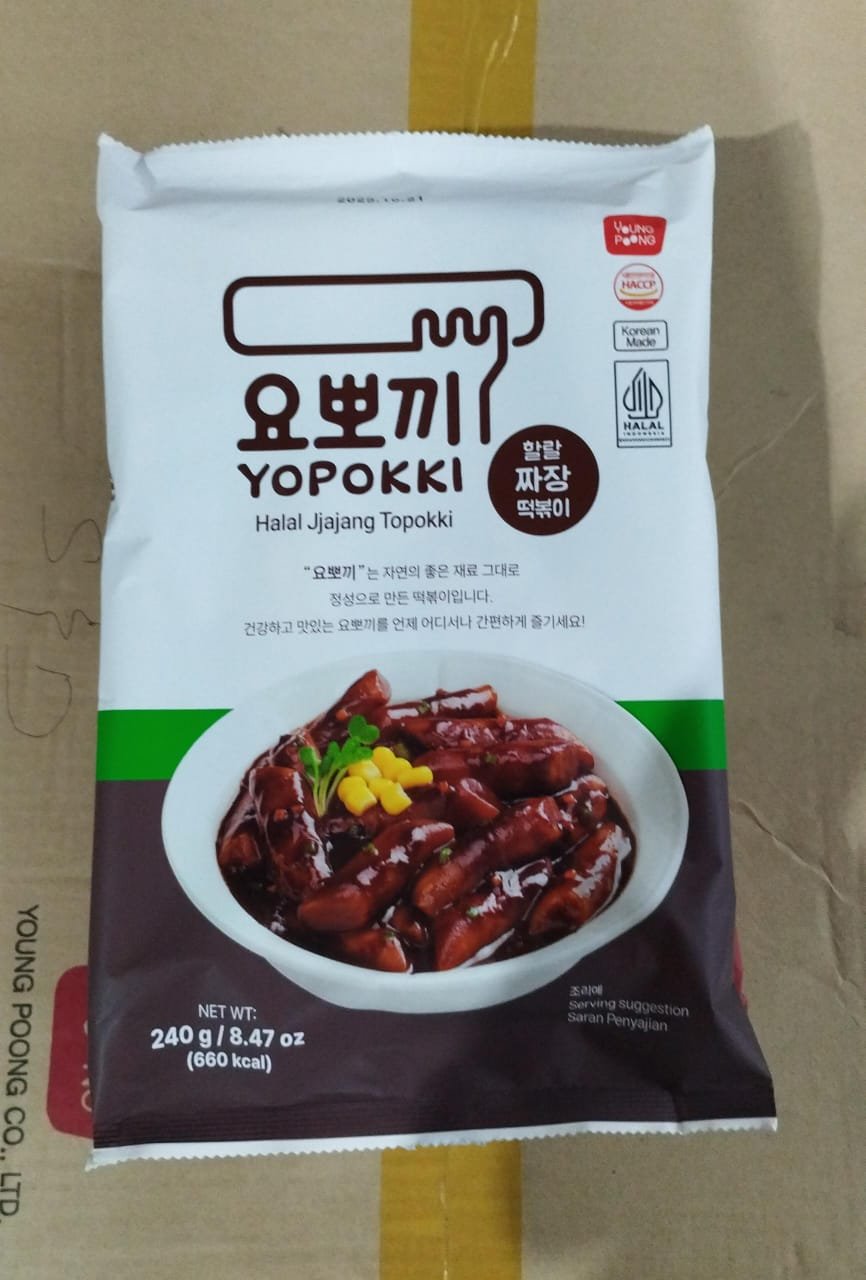 YOUNG
POONG
HACCP
Korean
Made
HALAL
INDONESIA
요뽀끼
YOPOKKI
할랄
짜장
떡볶이
Halal Jjajang Topokki
“요뽀끼”는 자연의 좋은 재료 그대로
정성으로 만든 떡볶이입니다.
건강하고 맛있는 요뽀끼를 언제 어디서나 간편하게 즐기세요!
조리예
Serving suggestion
Saran Penyajian
NET WT:
240 g / 8.47 oz
(660 kcal)
YOUNG POONG CO., LTD.